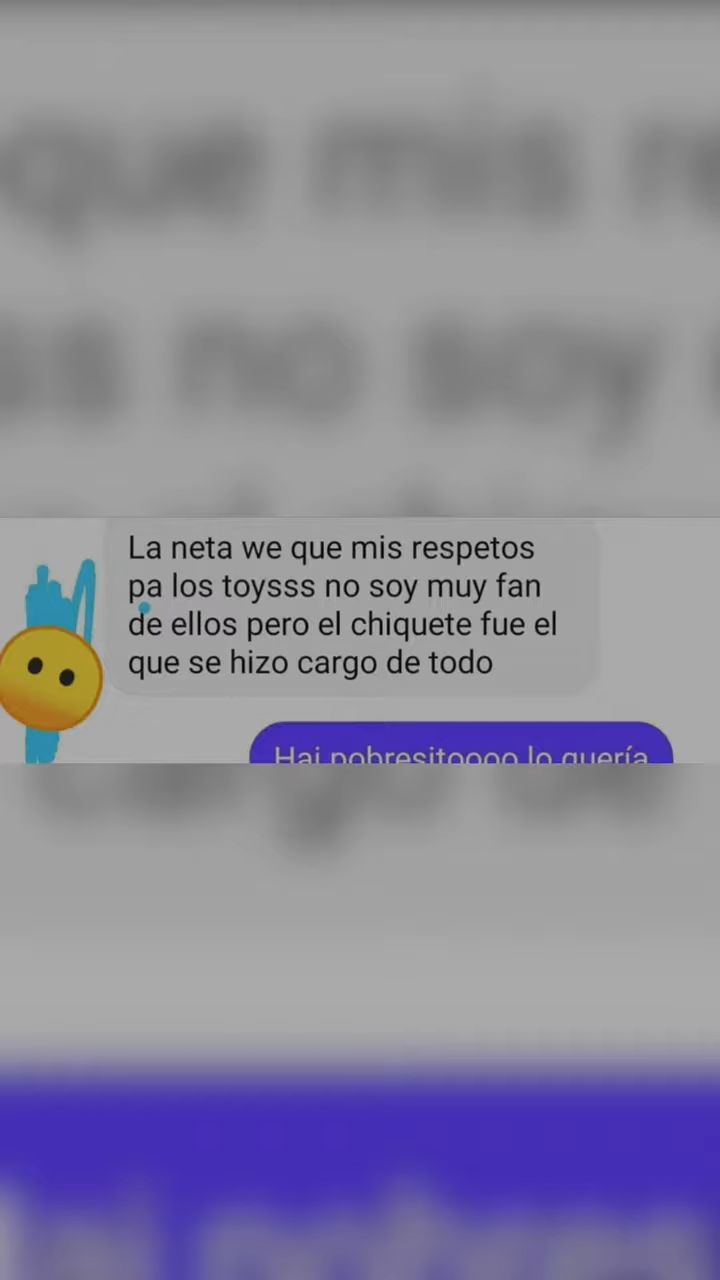 La neta we que mis respetos
pa los toysss no soy muy fan
de ellos pero el chiquete fue el
que se hizo cargo de todo
Hai pobresitoooo lo quería